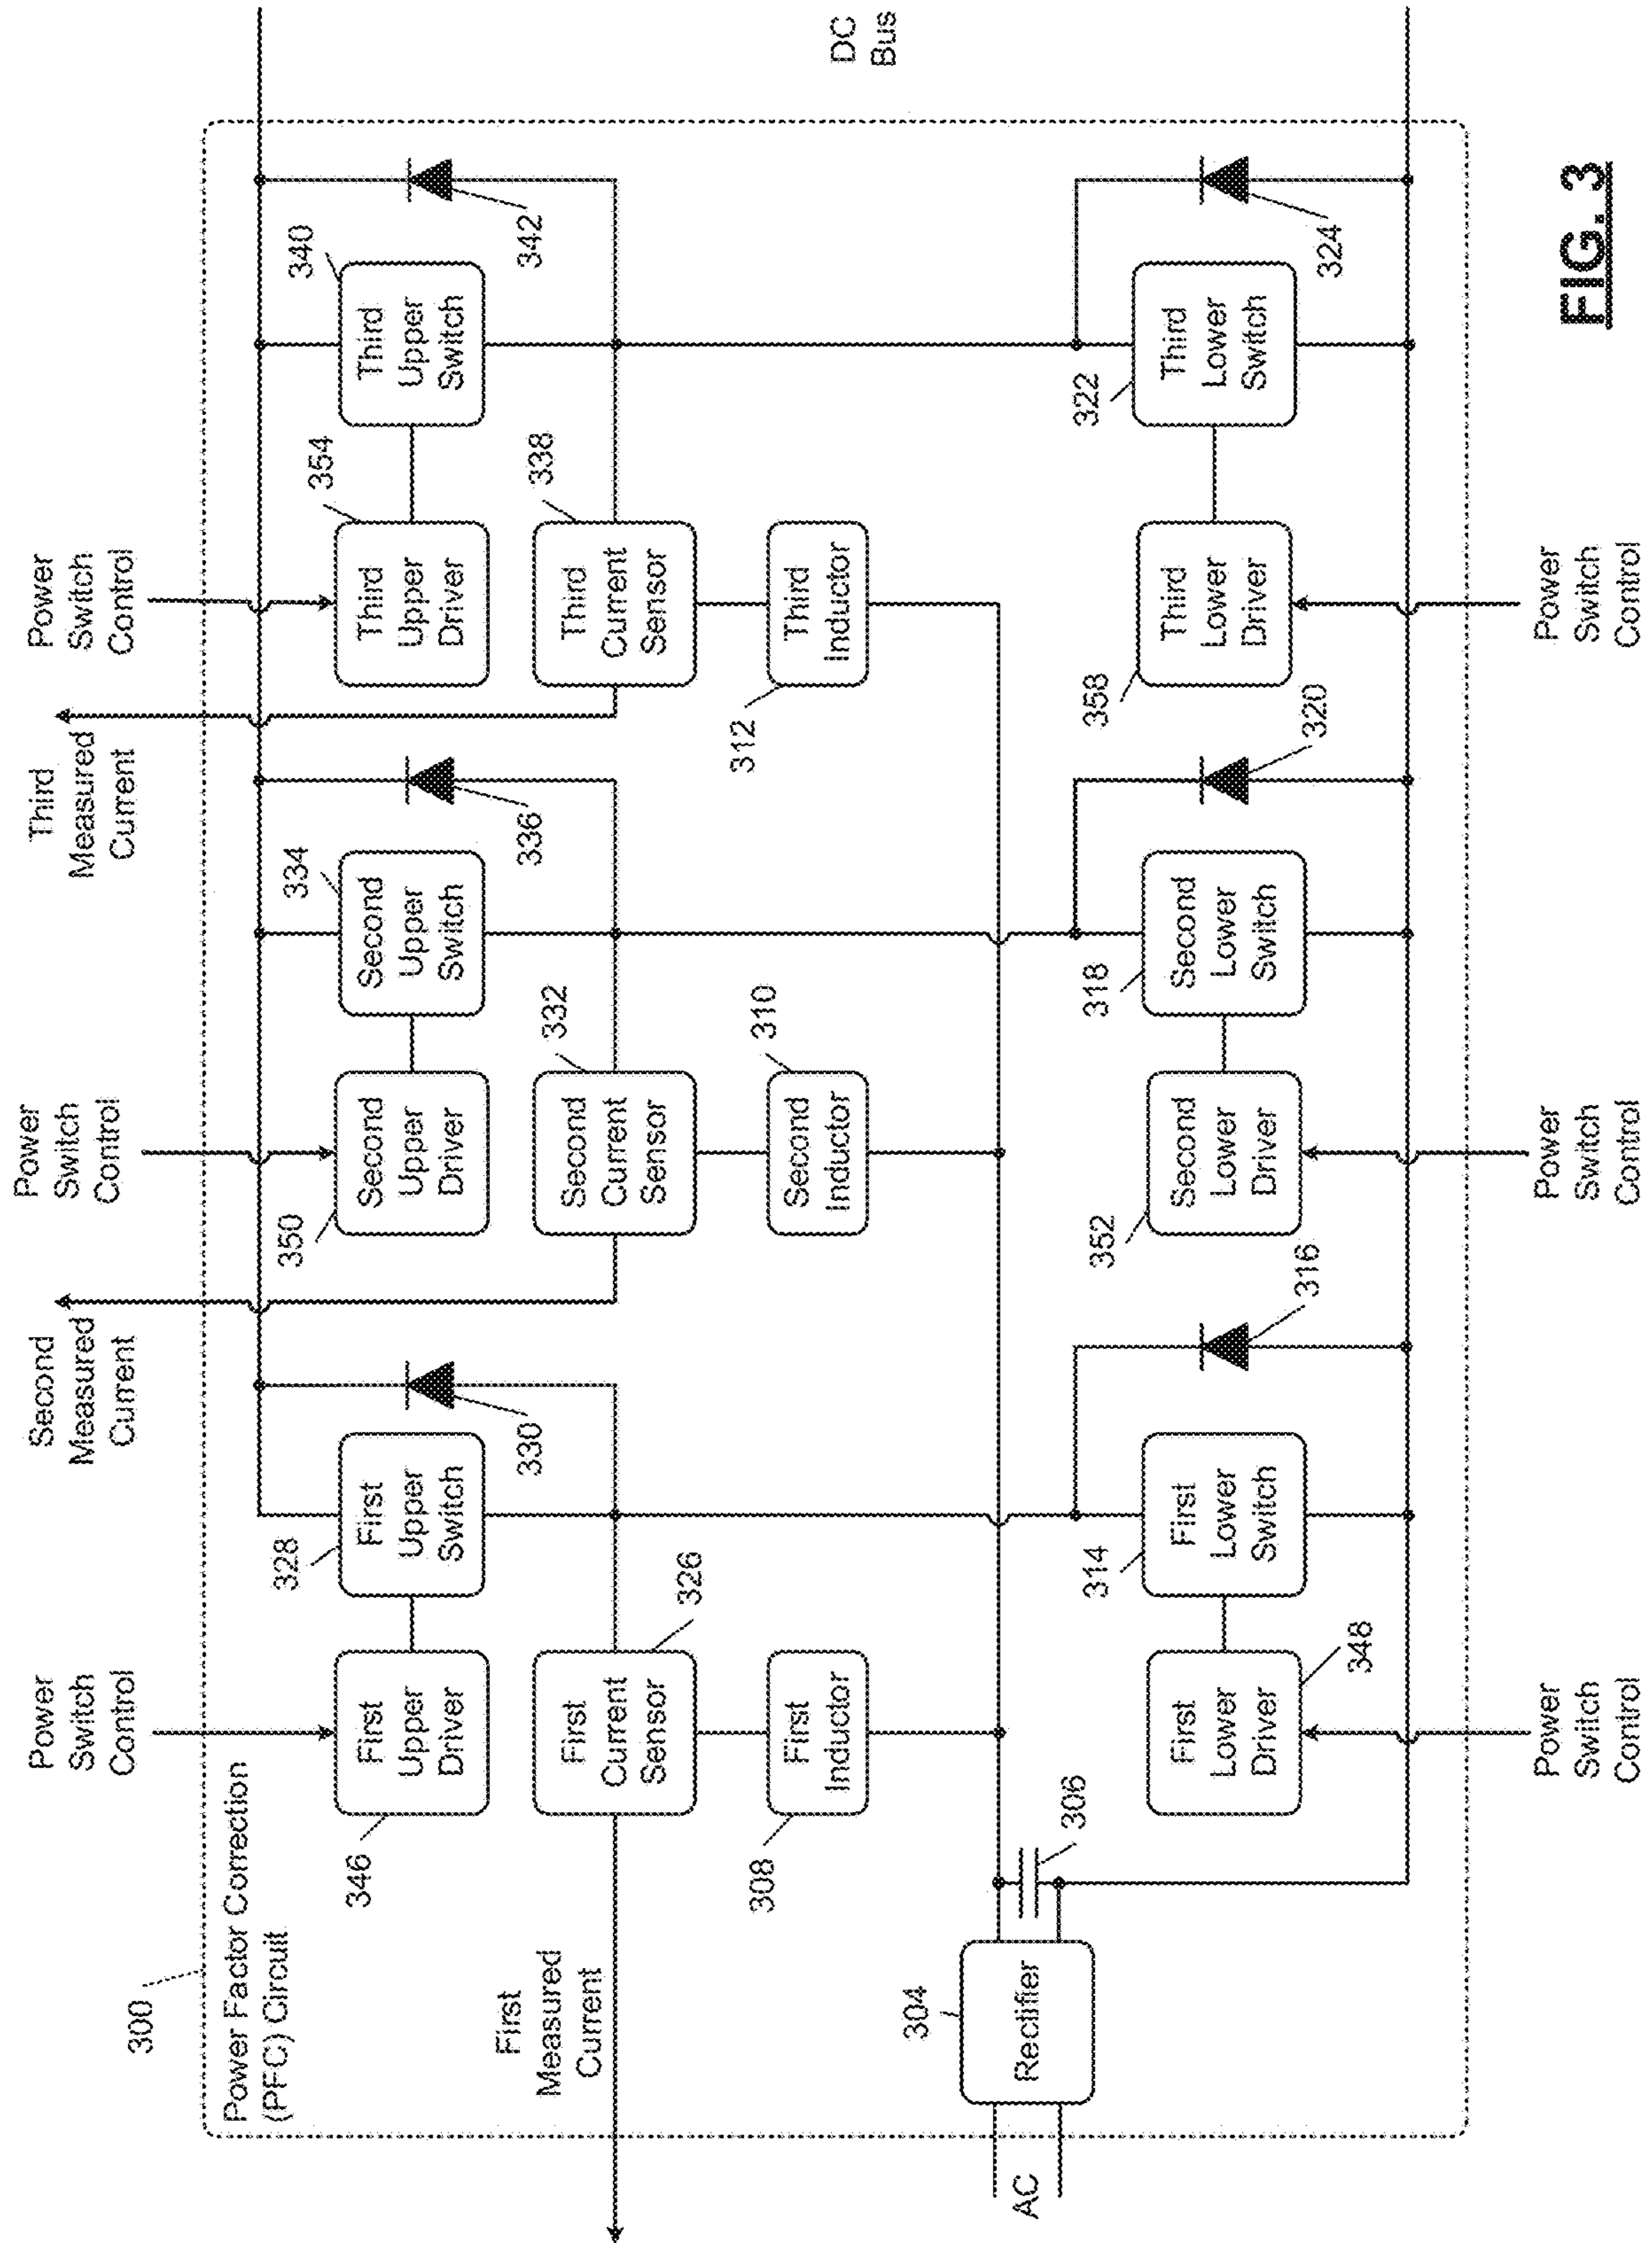 Power
Switch
Control
Second
Measured
Current
Power
Switch
Control
Third
Measured
Current
Power
Switch
Control
300
Power Factor Correction
(PFC) Circuit
346
First
Upper
Driver
328
First
Upper
Switch
330
350
Second
Upper
Driver
334
Second
Upper
Switch
336
354
Third
Upper
Driver
340
Third
Upper
Switch
342
First
Measured
Current
First
Current
Sensor
326
Second
Current
Sensor
332
Third
Current
Sensor
338
308
First
Inductor
310
Second
Inductor
312
Third
Inductor
DC
Bus
AC
304
Rectifier
306
First
Lower
Driver
348
314
First
Lower
Switch
316
352
Second
Lower
Driver
318
Second
Lower
Switch
320
358
Third
Lower
Driver
322
Third
Lower
Switch
324
Power
Switch
Control
Power
Switch
Control
Power
Switch
Control
FIG. 3